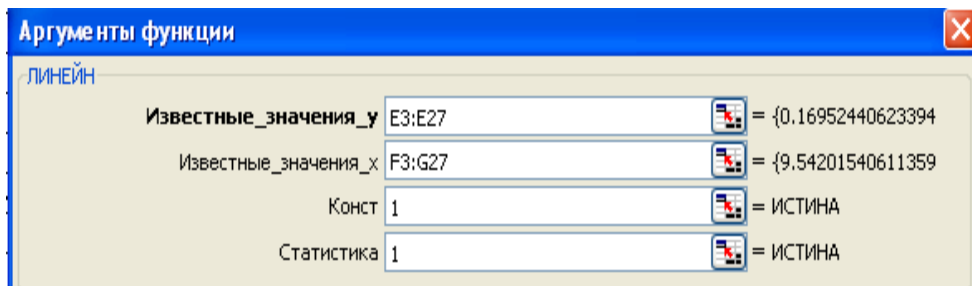 Аргументы функции
ЛИНЕЙН
Известные_значения_y E3:E27 = {0.16952440623394
Известные_значения_x F3:G27 = {9.54201540611359
Конст 1 = ИСТИНА
Статистика 1 = ИСТИНА